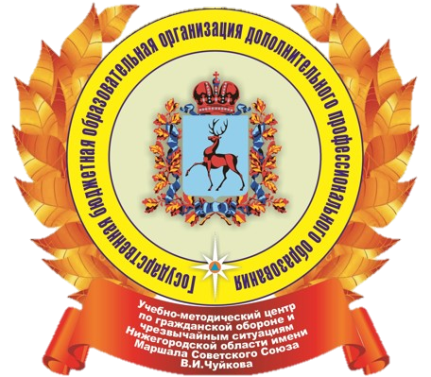 Государственная бюджетная образовательная организация дополнительного профессионального образования
Учебно-методический центр
по гражданской обороне и
чрезвычайным ситуациям
Нижегородской области имени
Маршала Советского Союза
В.И.Чуйкова